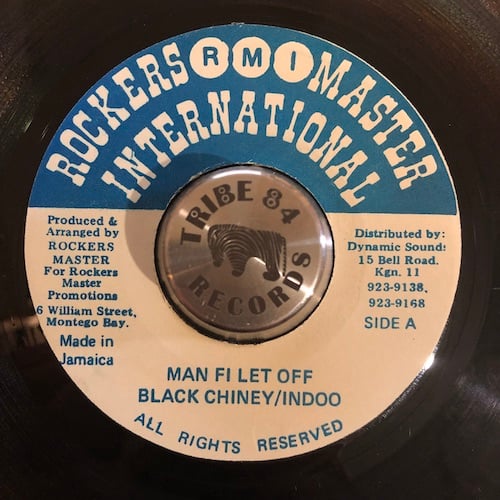 ROCKERS RMI MASTER
INTERNATIONAL
TRIBE 84
RECORDS
Produced &
Arranged by
ROCKERS
MASTER
For Rockers
Master
Promotions
6 William Street,
Montego Bay.
Made in
Jamaica
Distributed by:
Dynamic Sound:
15 Bell Road.
Kgn. 11
923-9138,
923-9168
SIDE A
MAN FI LET OFF
BLACK CHINEY/INDOO
ALL RIGHTS RESERVED